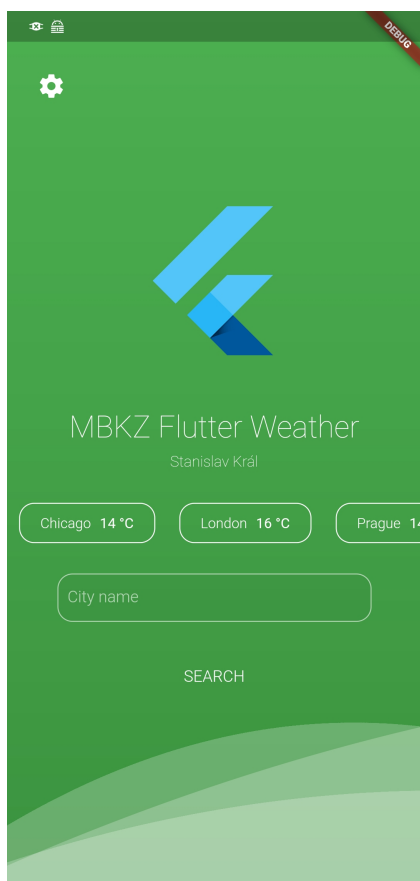 DEBUG
MBKZ Flutter Weather
Stanislav Král
Chicago 14 °C London 16 °C Prague 14
City name
SEARCH